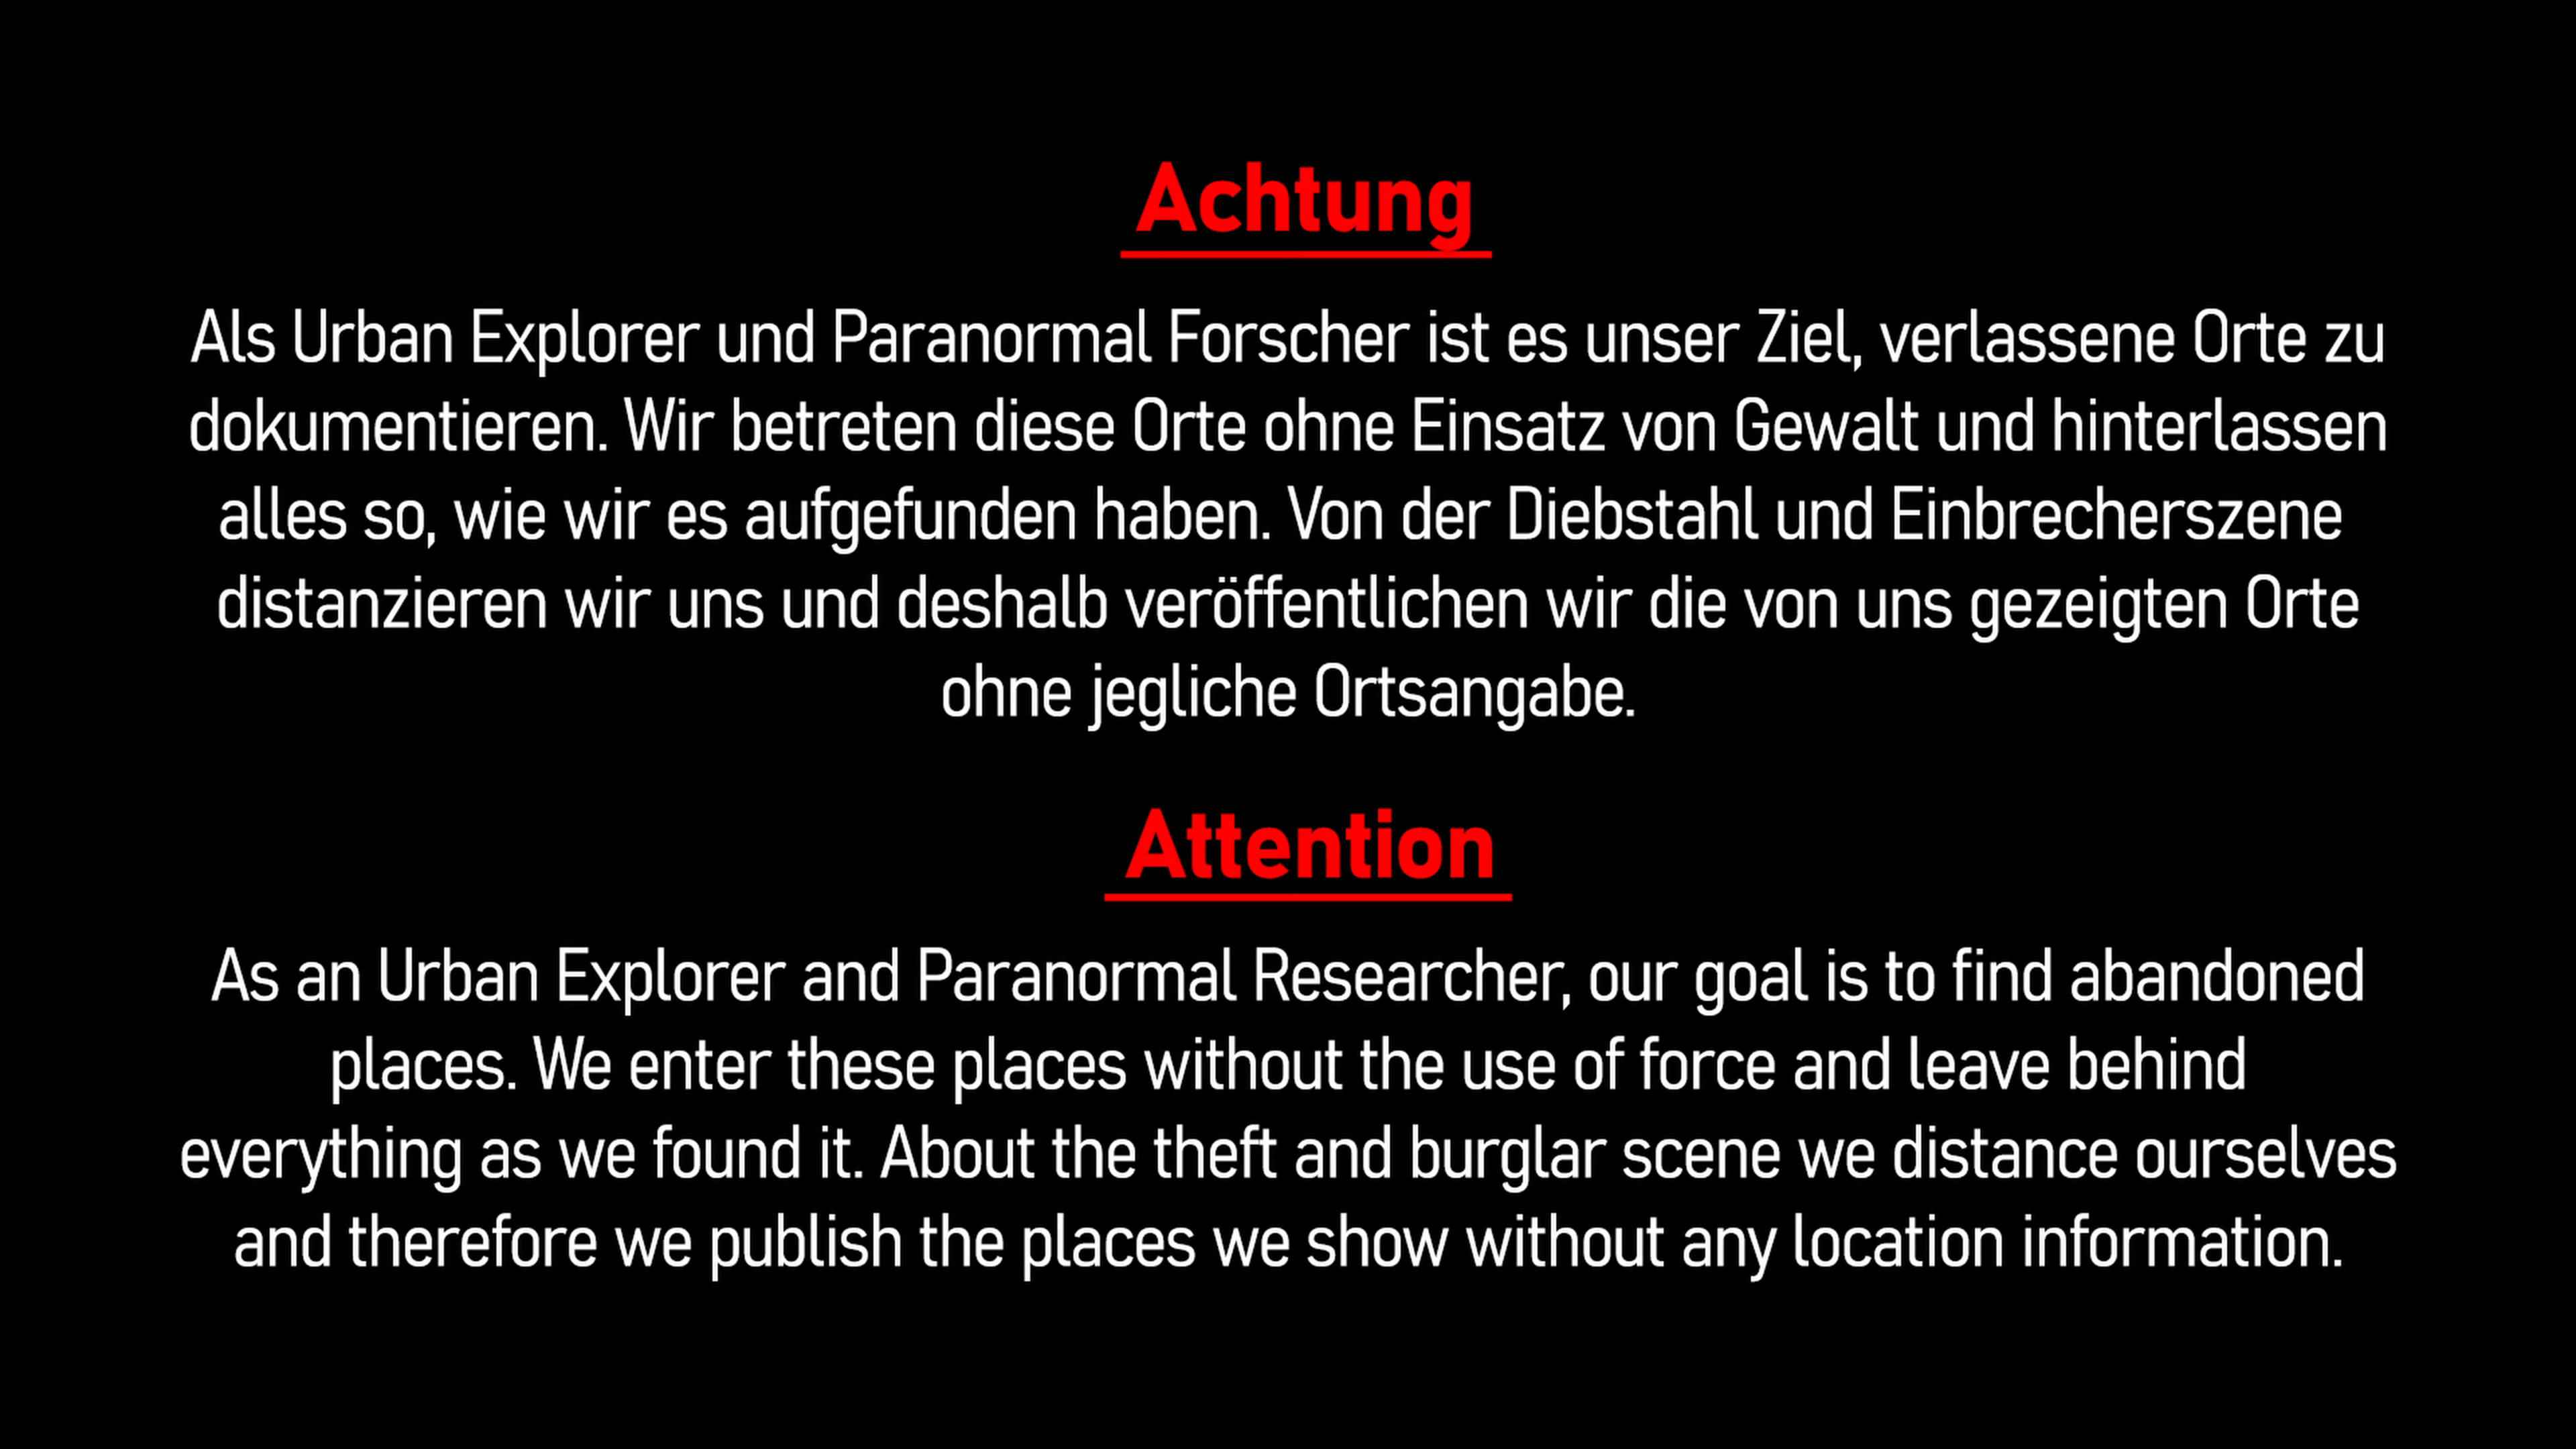 Achtung
Als Urban Explorer und Paranormal Forscher ist es unser Ziel, verlassene Orte zu
dokumentieren. Wir betreten diese Orte ohne Einsatz von Gewalt und hinterlassen
alles so, wie wir es aufgefunden haben. Von der Diebstahl und Einbrecherszene
distanzieren wir uns und deshalb veröffentlichen wir die von uns gezeigten Orte
ohne jegliche Ortsangabe.
Attention
As an Urban Explorer and Paranormal Researcher, our goal is to find abandoned
places. We enter these places without the use of force and leave behind
everything as we found it. About the theft and burglar scene we distance ourselves
and therefore we publish the places we show without any location information.